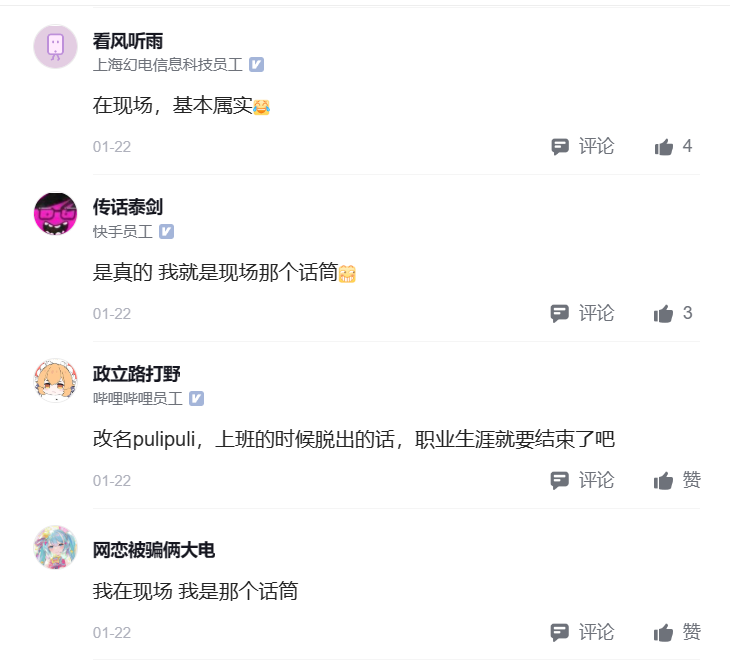 看风听雨
上海幻电信息科技员工
在现场，基本属实😂
01-22 评论 4
传话泰剑
快手员工
是真的 我就是现场那个话筒😁
01-22 评论 3
政立路打野
哔哩哔哩员工
改名pulipuli，上班的时候脱出的话，职业生涯就要结束了吧
01-22 评论 赞
网恋被骗俩大电
我在现场 我是那个话筒
01-22 评论 赞